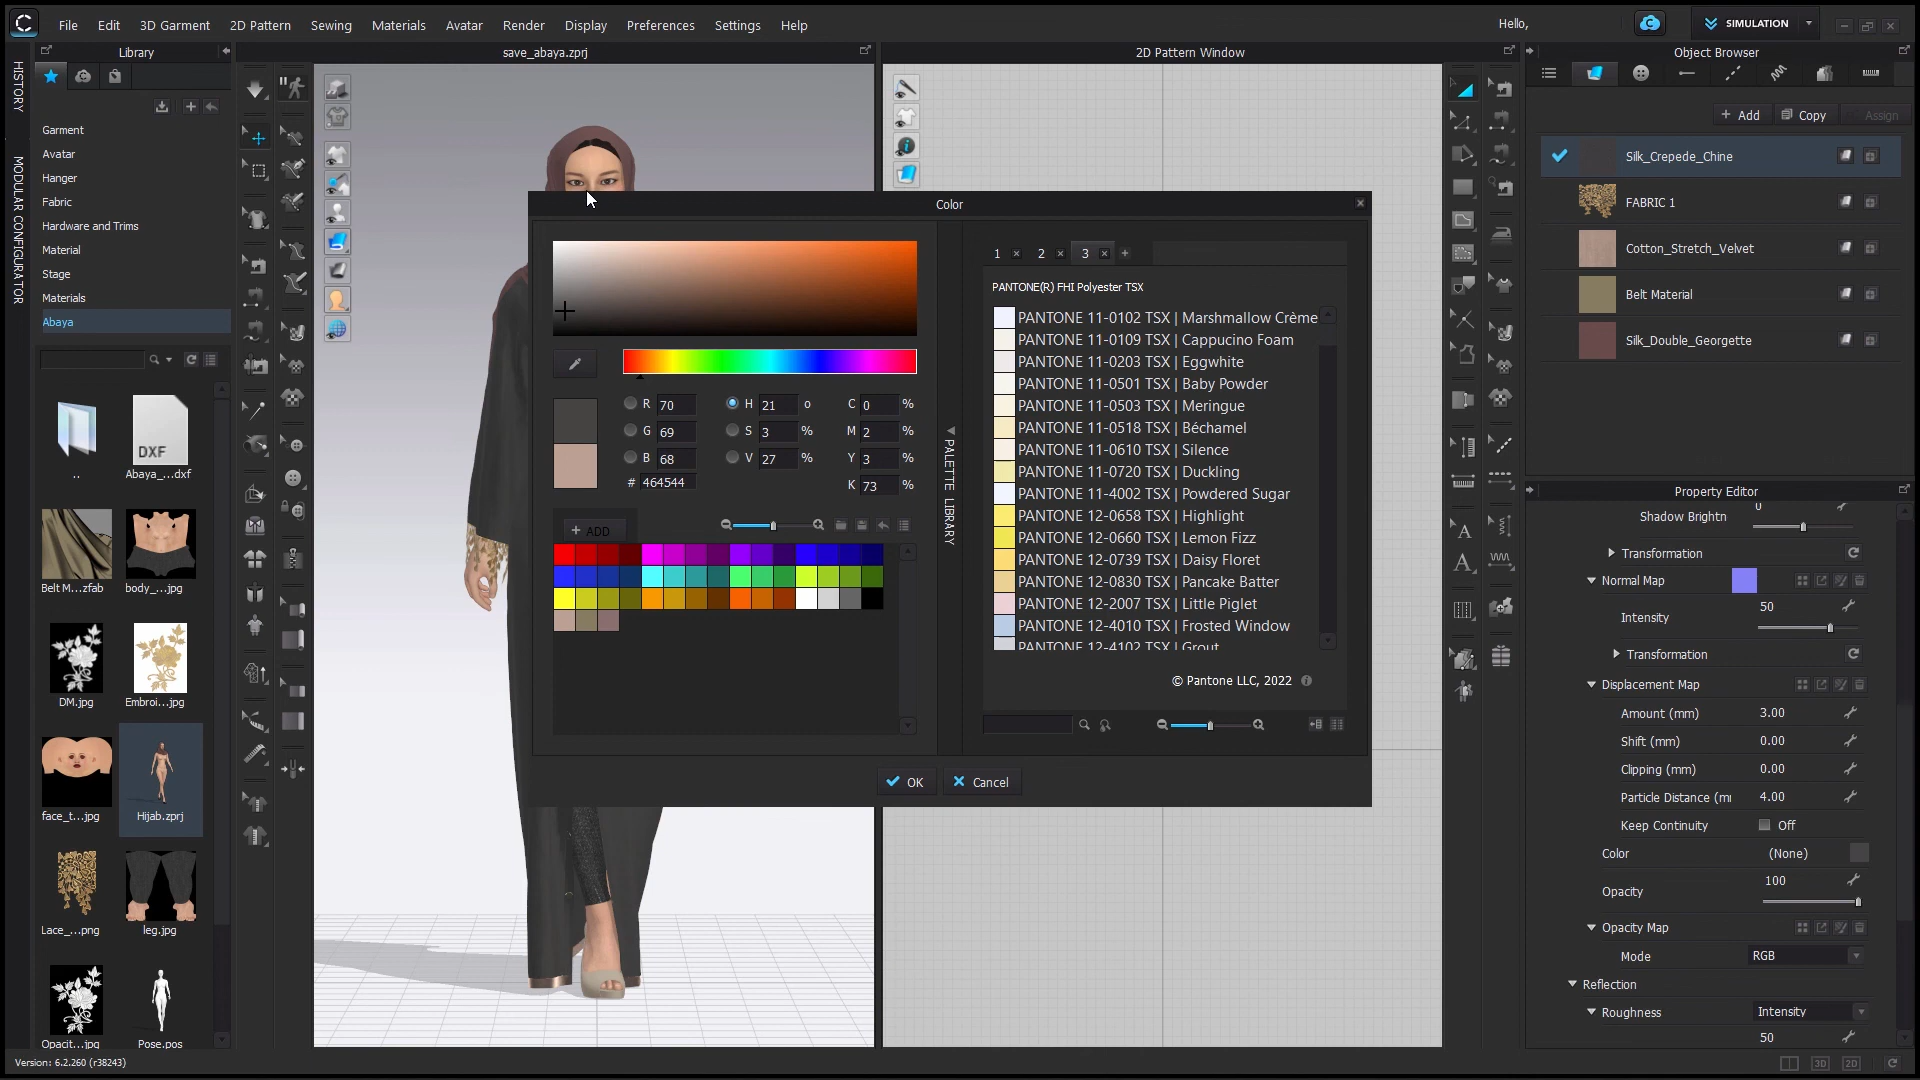 File Edit 3D Garment 2D Pattern Sewing Materials Avatar Render Display Preferences Settings Help
Hello,
SIMULATION
Library
save_abaya.zprj
2D Pattern Window
Object Browser
HISTORY
MODULAR CONFIGURATOR
Garment
Avatar
Hanger
Fabric
Hardware and Trims
Material
Stage
Materials
Abaya
..
DXF
Abaya_...dxf
Belt M...zfab
body_...jpg
DM.jpg
Embroi...jpg
face_t...jpg
Hijab.zprj
Lace_...png
leg.jpg
Opacit...jpg
Pose.pos
Version: 6.2.260 (r38243)
Color
R 70
G 69
B 68
# 464544
H 21 o
S 3 %
V 27 %
C 0 %
M 2 %
Y 3 %
K 73 %
+ ADD
PALETTE LIBRARY
1 2 3 +
PANTONE(R) FHI Polyester TSX
PANTONE 11-0102 TSX | Marshmallow Crème
PANTONE 11-0109 TSX | Cappucino Foam
PANTONE 11-0203 TSX | Eggwhite
PANTONE 11-0501 TSX | Baby Powder
PANTONE 11-0503 TSX | Meringue
PANTONE 11-0518 TSX | Béchamel
PANTONE 11-0610 TSX | Silence
PANTONE 11-0720 TSX | Duckling
PANTONE 11-4002 TSX | Powdered Sugar
PANTONE 12-0658 TSX | Highlight
PANTONE 12-0660 TSX | Lemon Fizz
PANTONE 12-0739 TSX | Daisy Floret
PANTONE 12-0830 TSX | Pancake Batter
PANTONE 12-2007 TSX | Little Piglet
PANTONE 12-4010 TSX | Frosted Window
PANTONE 12-4102 TSX | Grout
© Pantone LLC, 2022
OK Cancel
+ Add Copy Assign
Silk_Crepede_Chine
FABRIC 1
Cotton_Stretch_Velvet
Belt Material
Silk_Double_Georgette
Property Editor
Shadow Brightn 0
Transformation
Normal Map
50
Intensity
Transformation
Displacement Map
Amount (mm) 3.00
Shift (mm) 0.00
Clipping (mm) 0.00
Particle Distance (m 4.00
Keep Continuity Off
Color (None)
100
Opacity
Opacity Map
Mode RGB
Reflection
Roughness Intensity
50
3D 2D